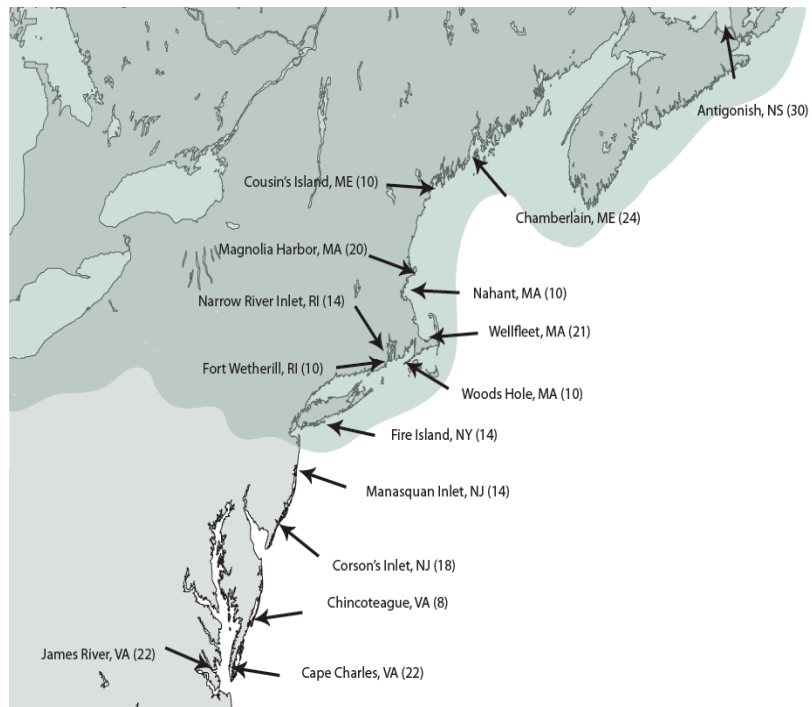 Antigonish, NS (30)
Cousin's Island, ME (10)
Chamberlain, ME (24)
Magnolia Harbor, MA (20)
Nahant, MA (10)
Narrow River Inlet, RI (14)
Wellfleet, MA (21)
Fort Wetherill, RI (10)
Woods Hole, MA (10)
Fire Island, NY (14)
Manasquan Inlet, NJ (14)
Corson's Inlet, NJ (18)
Chincoteague, VA (8)
James River, VA (22)
Cape Charles, VA (22)